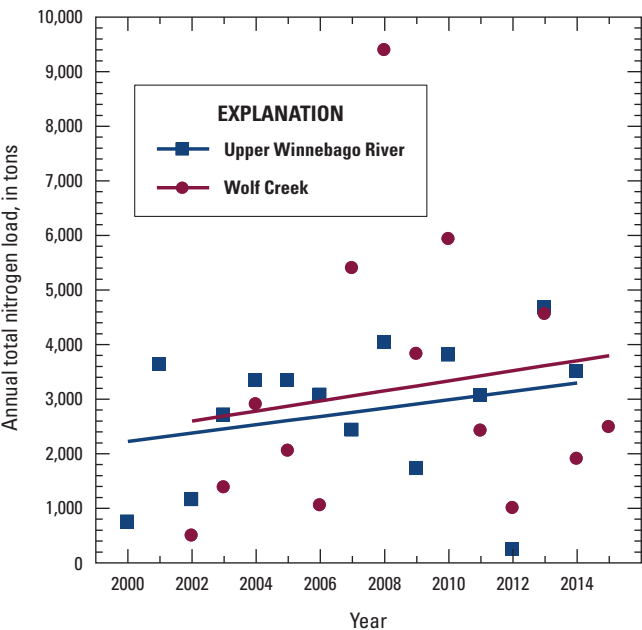 10,000
9,000
8,000
7,000
6,000
5,000
4,000
3,000
2,000
1,000
0
Annual total nitrogen load, in tons
EXPLANATION
Upper Winnebago River
Wolf Creek
2000 2002 2004 2006 2008 2010 2012 2014
Year